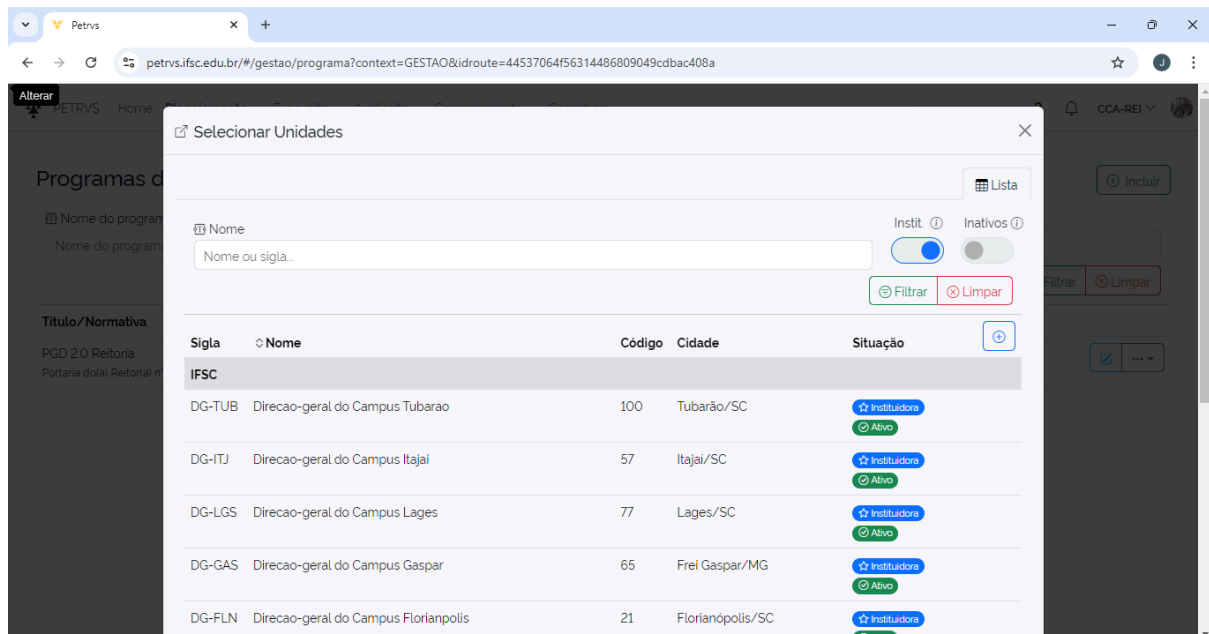 Petrvs
petrvs.ifsc.edu.br/#/gestao/programa?context=GESTAO&idroute=44537064f56314486809049cdbac408a
J
Alterar
PETRVS Home
CCA-REI
Selecionar Unidades
Programas d
Incluir
Lista
Nome do program
Nome do programa
Nome
Instit. Inativos
Nome ou sigla...
Filtrar Limpar
Filtrar Limpar
Título/Normativa
Sigla Nome Código Cidade Situação
PGD 2.0 Reitoria
Portaria do(a) Reitor(a) n°
IFSC
DG-TUB Direcao-geral do Campus Tubarao 100 Tubarão/SC Instituidora
Ativo
DG-ITJ Direcao-geral do Campus Itajai 57 Itajaí/SC Instituidora
Ativo
DG-LGS Direcao-geral do Campus Lages 77 Lages/SC Instituidora
Ativo
DG-GAS Direcao-geral do Campus Gaspar 65 Frei Gaspar/MG Instituidora
Ativo
DG-FLN Direcao-geral do Campus Florianpolis 21 Florianópolis/SC Instituidora